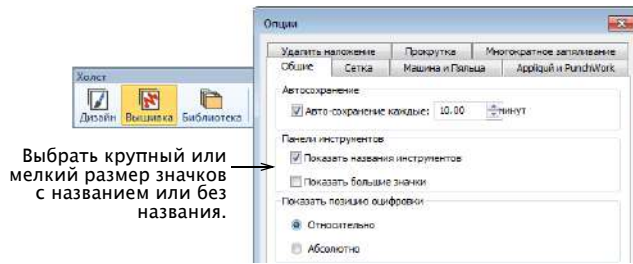 Опции
Удалить наложение Прокрутка Многократное запяливание
Общие Сетка Машина и Пяльца Appliqué и PunchWork
Автосохранение
Авто-сохранение каждые: 10.00 минут
Панели инструментов
Показать названия инструментов
Показать большие значки
Показать позицию оцифровки
Относительно
Абсолютно
Холст
Дизайн Вышивка Библиотека
Выбрать крупный или
мелкий размер значков
с названием или без
названия.